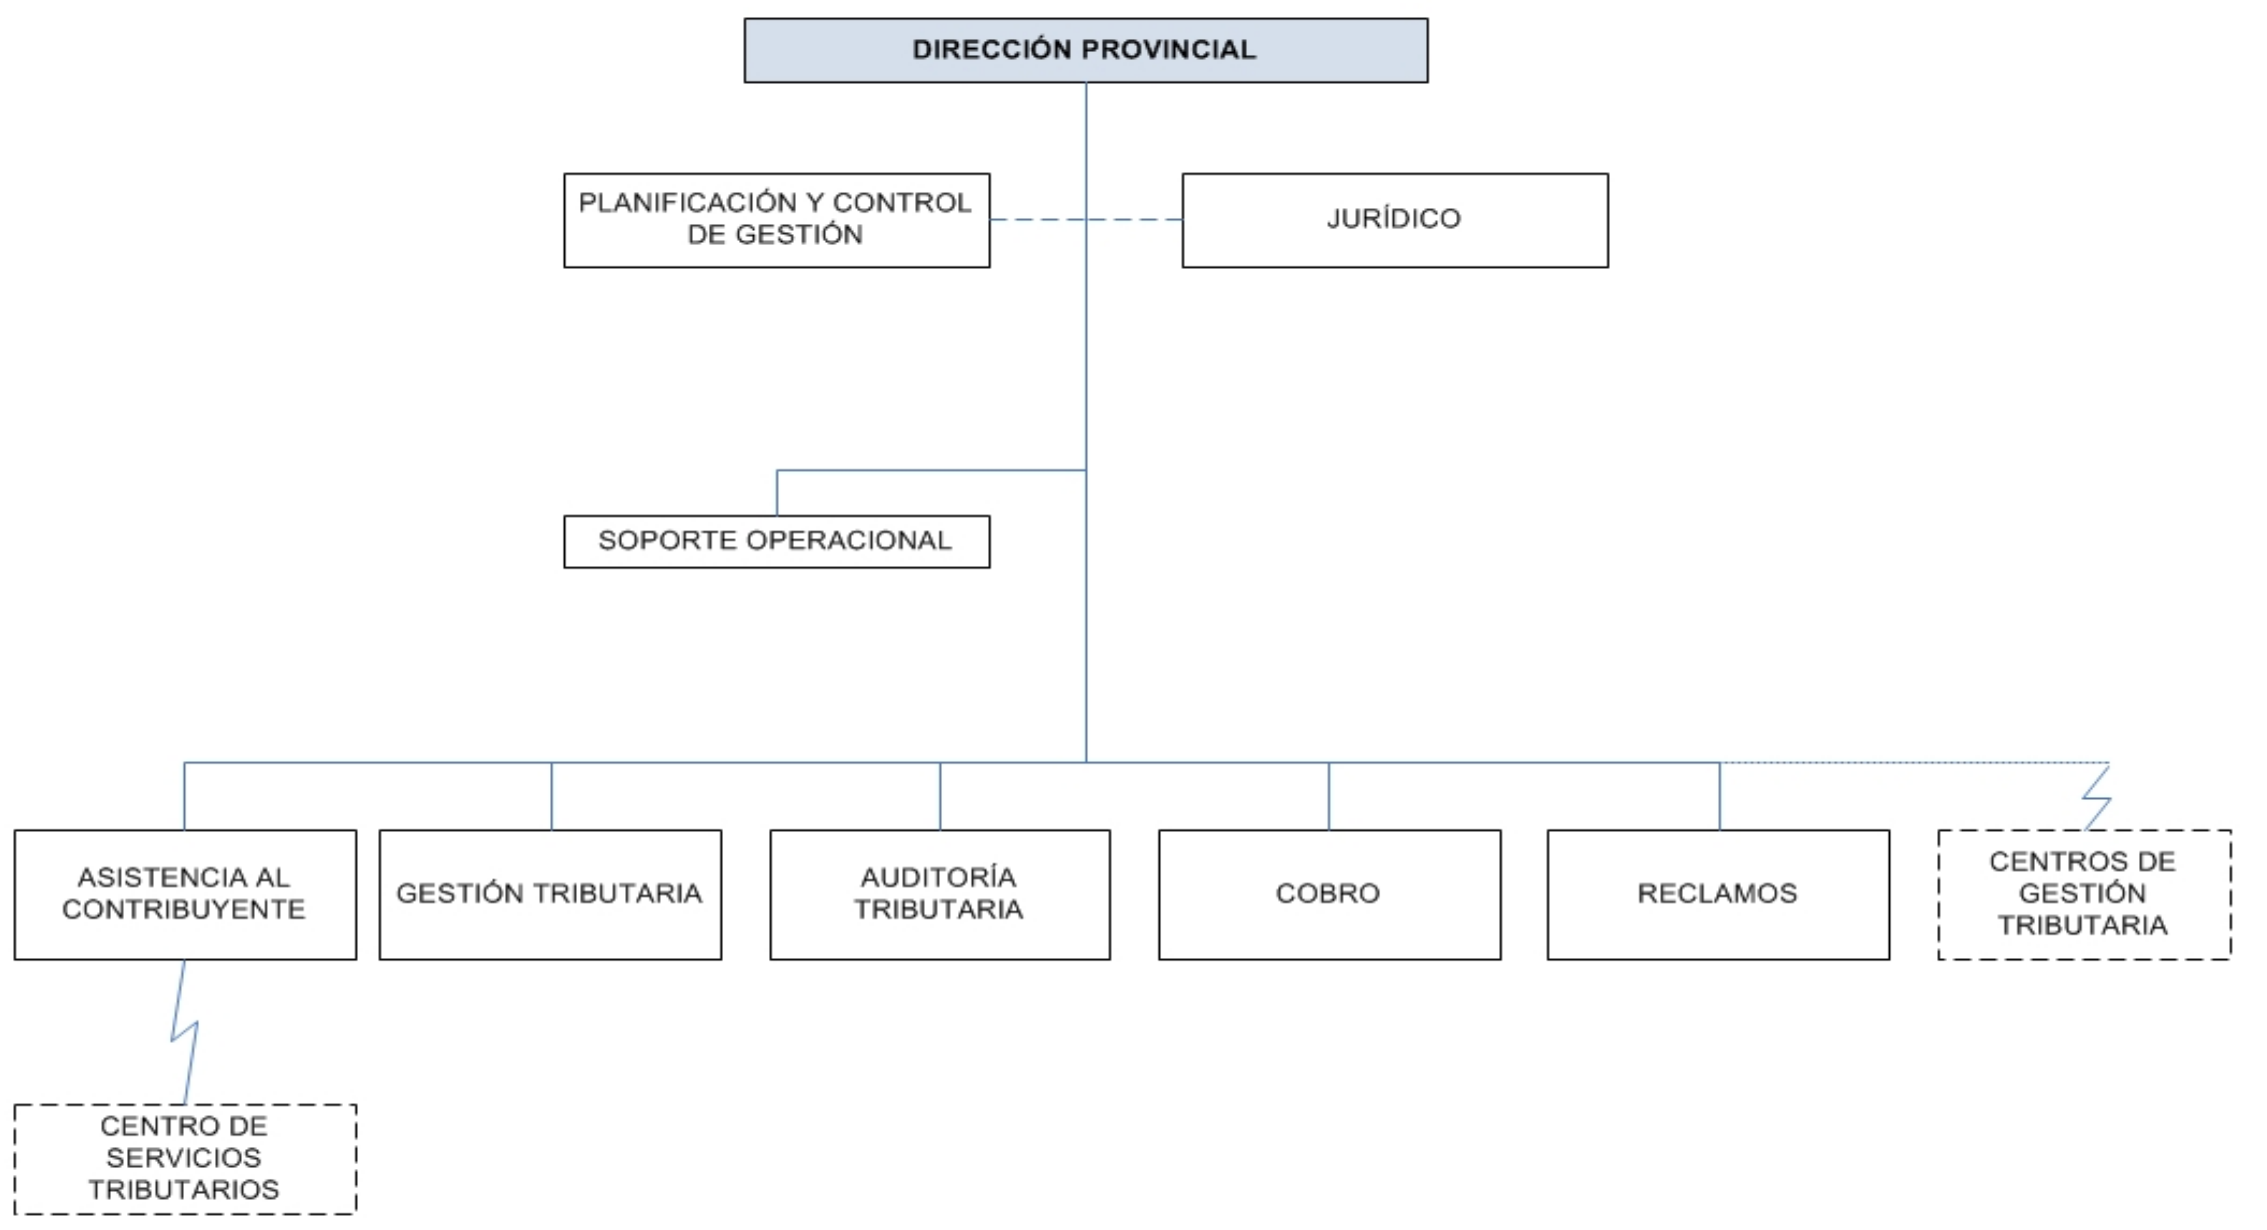 DIRECCIÓN PROVINCIAL
PLANIFICACIÓN Y CONTROL
DE GESTIÓN
JURÍDICO
SOPORTE OPERACIONAL
ASISTENCIA AL
CONTRIBUYENTE
GESTIÓN TRIBUTARIA
AUDITORÍA
TRIBUTARIA
COBRO
RECLAMOS
CENTROS DE
GESTIÓN
TRIBUTARIA
CENTRO DE
SERVICIOS
TRIBUTARIOS